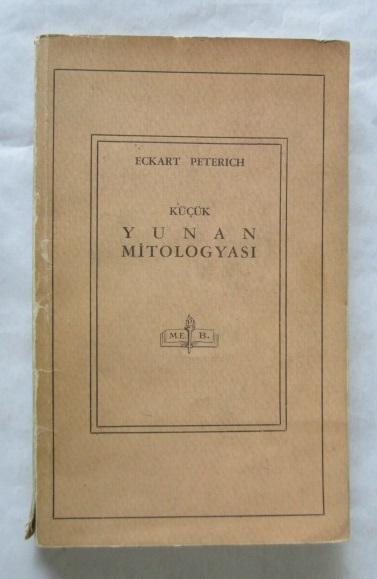 ECKART PETERICH
KÜÇÜK
YUNAN
MİTOLOGYASI
M.E. B.